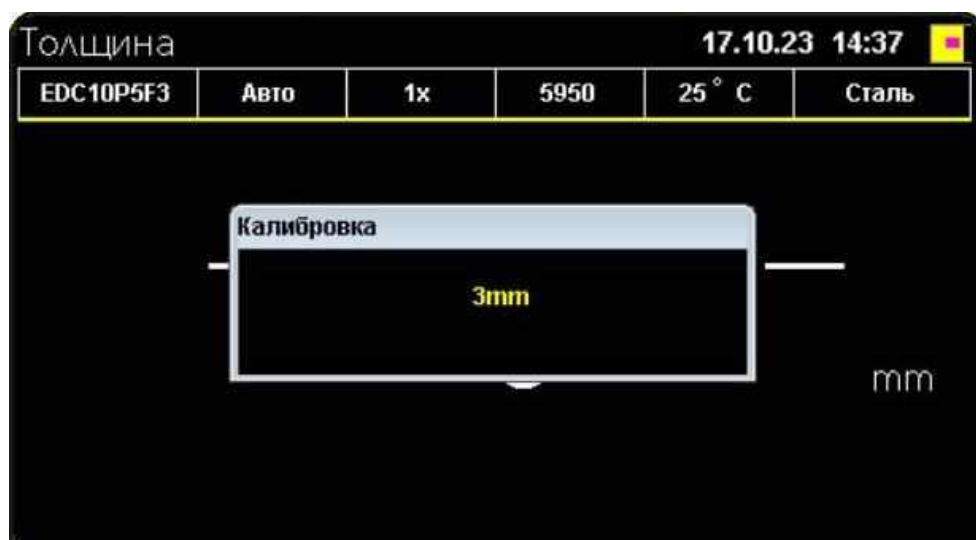 Толщина 17.10.23 14:37
EDC10P5F3 Авто 1x 5950 25° C Сталь
Калибровка
3mm
mm